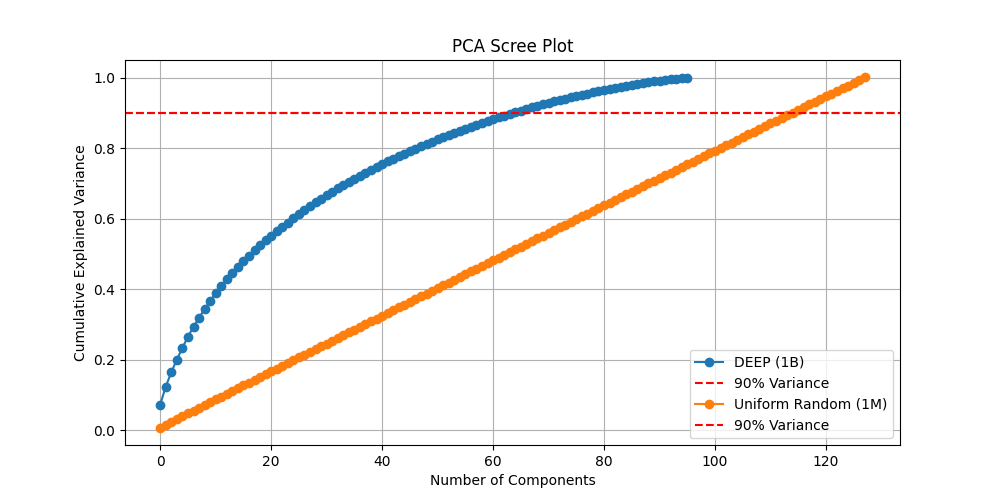 PCA Scree Plot
Cumulative Explained Variance
1.0
0.8
0.6
0.4
0.2
0.0
DEEP (1B)
90% Variance
Uniform Random (1M)
90% Variance
0 20 40 60 80 100 120
Number of Components